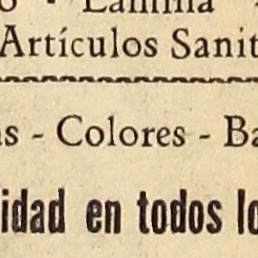 Artículos Sanit
as - Colores - Ba
idad en todos lo